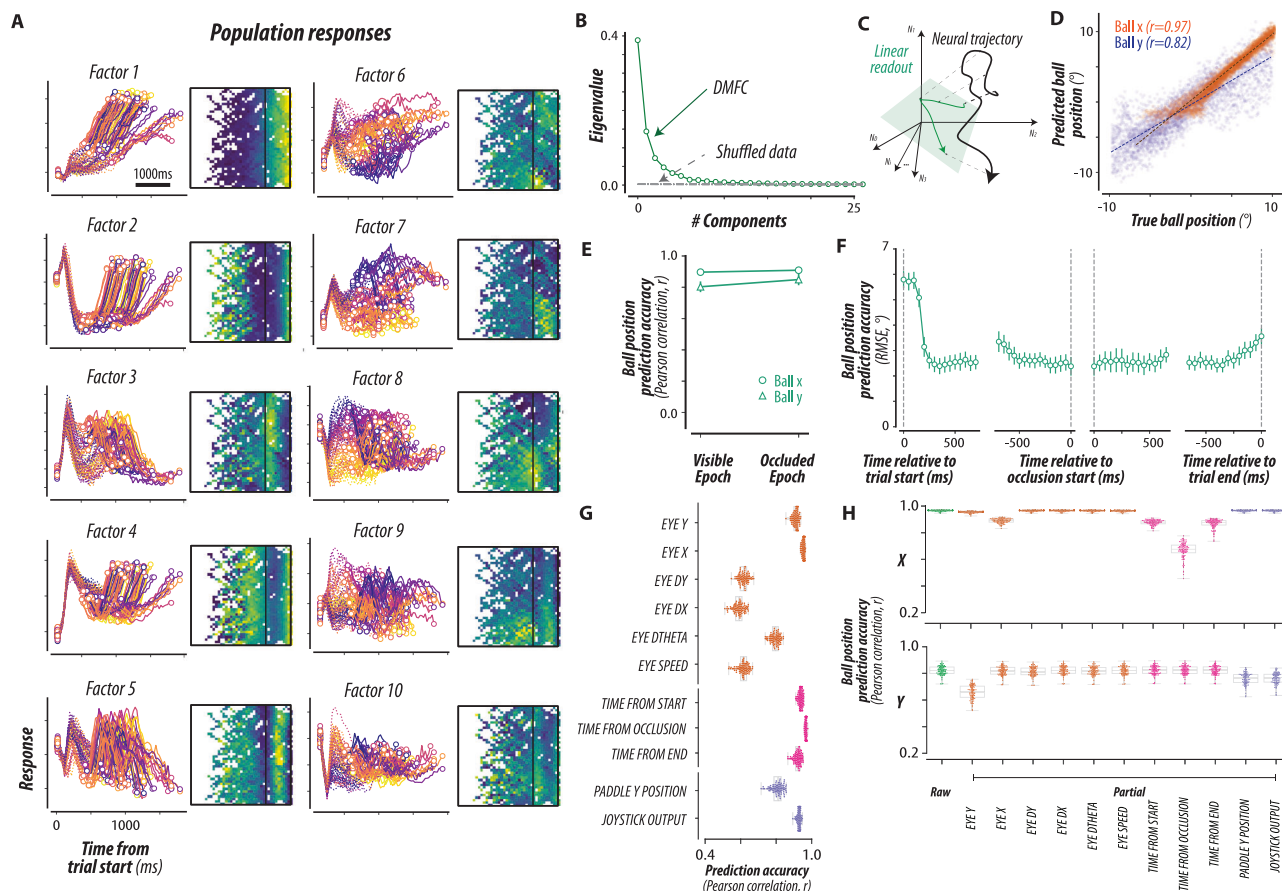 A
Population responses
Factor 1
1000ms
Factor 6
Factor 2
Factor 7
Factor 3
Factor 8
Factor 4
Factor 9
Factor 5
Factor 10
Response
0
1000
Time from
trial start (ms)
B
0.4
Eigenvalue
DMFC
Shuffled data
0.0
0
25
# Components
C
Linear
readout
Neural trajectory
N1
N2
N3
...
D
Ball x (r=0.97)
Ball y (r=0.82)
Predicted ball
position (°)
10
-10
-10
10
True ball position (°)
E
Ball position
prediction accuracy
(Pearson correlation, r)
1.0
0.0
Ball x
Ball y
Visible
Epoch
Occluded
Epoch
F
Ball position
prediction accuracy
(RMSE, °)
7
0
0
500
-500
0
0
500
-500
0
Time relative to
trial start (ms)
Time relative to
occlusion start (ms)
Time relative to
trial end (ms)
G
EYE Y
EYE X
EYE DY
EYE DX
EYE DTHETA
EYE SPEED
TIME FROM START
TIME FROM OCCLUSION
TIME FROM END
PADDLE Y POSITION
JOYSTICK OUTPUT
0.4
1.0
Prediction accuracy
(Pearson correlation, r)
H
Ball position
prediction accuracy
(Pearson correlation, r)
1.0
X
0.2
1.0
Y
0.2
Raw
Partial
EYE Y
EYE X
EYE DY
EYE DX
EYE DTHETA
EYE SPEED
TIME FROM START
TIME FROM OCCLUSION
TIME FROM END
PADDLE Y POSITION
JOYSTICK OUTPUT